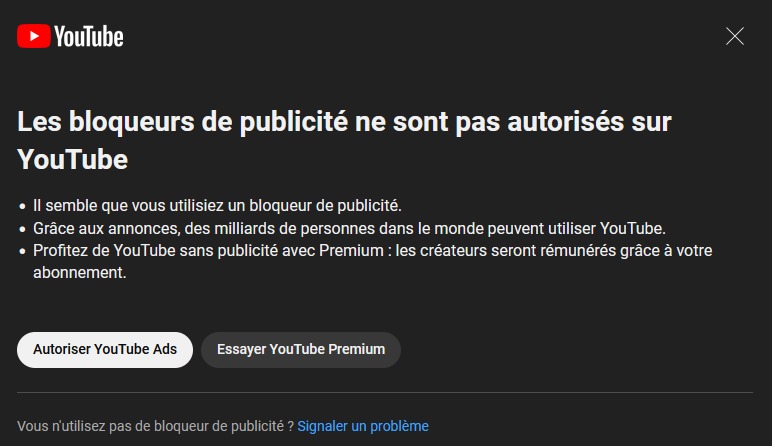 YouTube
Les bloqueurs de publicité ne sont pas autorisés sur
YouTube
• Il semble que vous utilisiez un bloqueur de publicité.
• Grâce aux annonces, des milliards de personnes dans le monde peuvent utiliser YouTube.
• Profitez de YouTube sans publicité avec Premium : les créateurs seront rémunérés grâce à votre
abonnement.
Autoriser YouTube Ads
Essayer YouTube Premium
Vous n'utilisez pas de bloqueur de publicité ? Signaler un problème